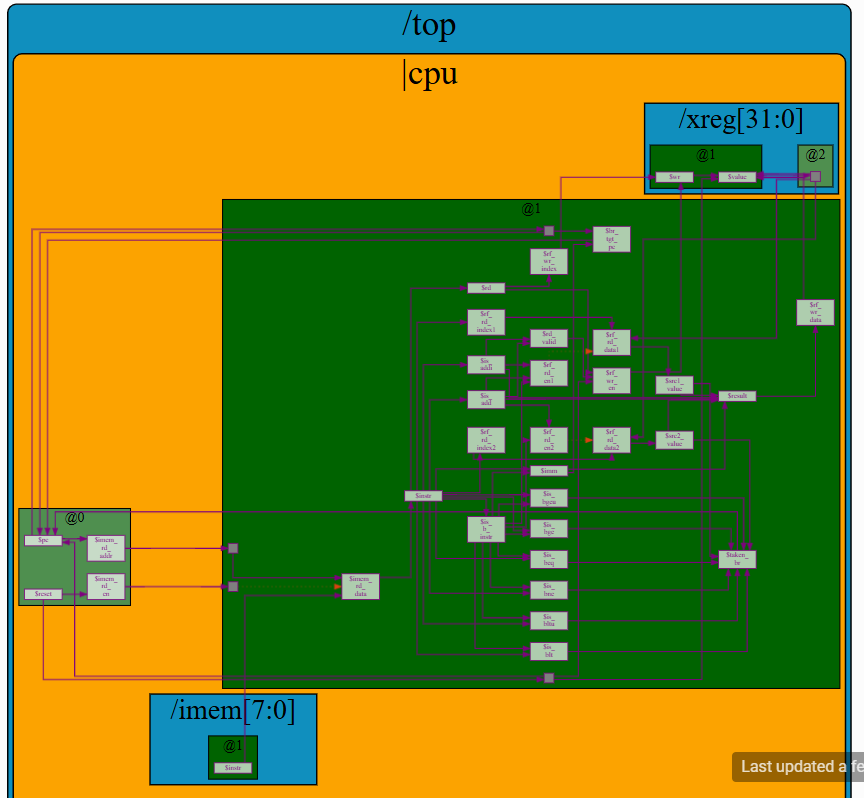 /top
|cpu
/xreg[31:0]
@1
@2
$wr
$value
@1
$br_
tgt_
pc
$rf_
wr_
index
$rd
$rf_
wr_
data
$rf_
rd_
index1
$rd_
valid
$rf_
rd_
data1
$is_
addi
$rf_
rd_
en1
$rf_
wr_
en
$src1_
value
$is_
add
$result
$rf_
rd_
index2
$rf_
rd_
en2
$rf_
rd_
data2
$src2_
value
$imm
$instr
$is_
bgeu
@0
$is_
b_
instr
$is_
bge
$pc
$imem_
rd_
addr
$is_
beq
$taken_
br
$reset
$imem_
rd_
en
$imem_
rd_
data
$is_
bne
$is_
bltu
$is_
blt
/imem[7:0]
@1
$instr
Last updated a fe